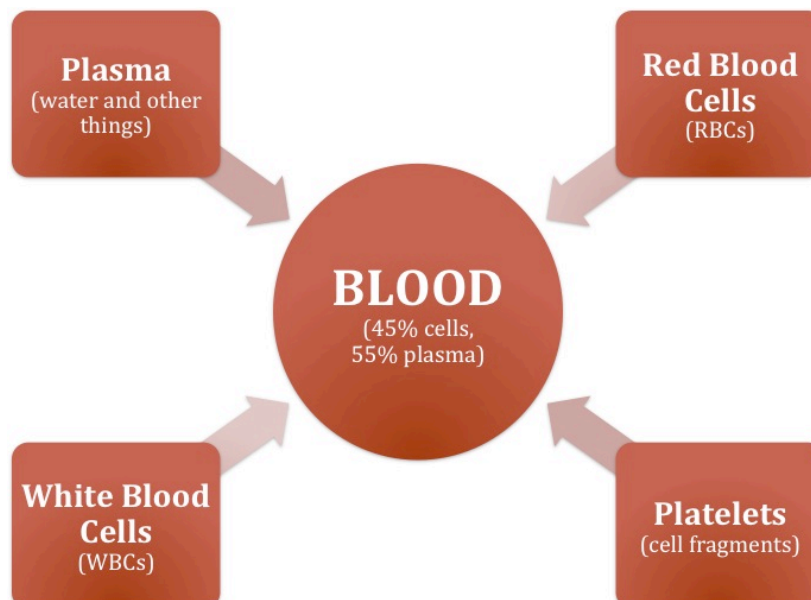 Plasma
(water and other
things)
Red Blood
Cells
(RBCs)
BLOOD
(45% cells,
55% plasma)
White Blood
Cells
(WBCs)
Platelets
(cell fragments)